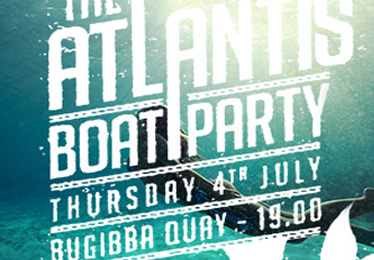 THE
ATLANTIS
BOAT PARTY
THURSDAY 4TH JULY
BUGIBBA QUAY - 19.00